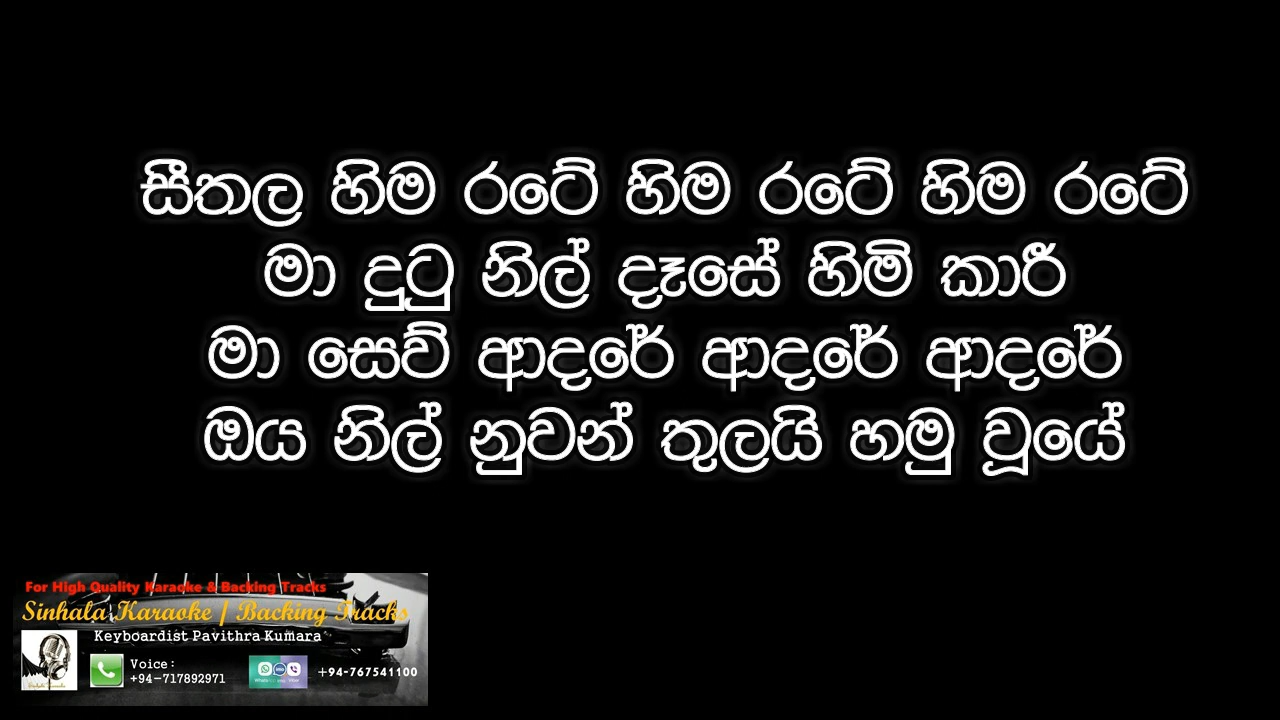 සීතල හිම රටේ හිම රටේ හිම රටේ
මා දුටු නිල් දෑසේ හිමි කාරී
මා සෙව් ආදරේ ආදරේ ආදරේ
ඔය නිල් නුවන් තුලයි හමු වූයේ
For High Quality Karaoke & Backing Tracks
Sinhala Karaoke / Backing Tracks
Keyboardist Pavithra Kumara
Voice :
+94-717892971
+94-767541100